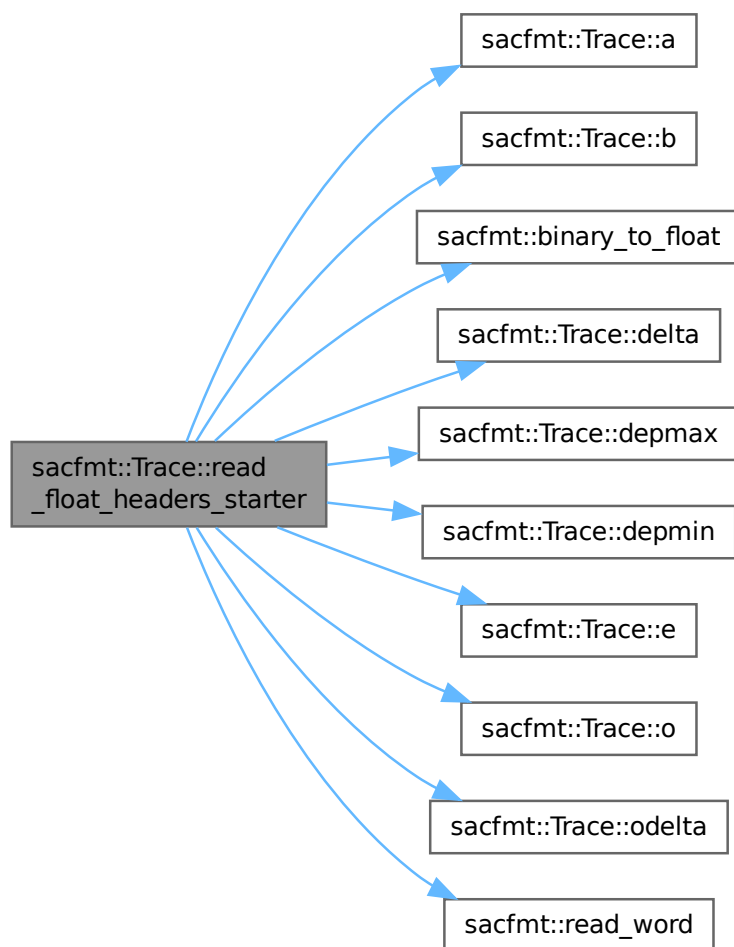 sacfmt::Trace::a
sacfmt::Trace::b
sacfmt::binary_to_float
sacfmt::Trace::delta
sacfmt::Trace::depmax
sacfmt::Trace::read
_float_headers_starter
sacfmt::Trace::depmin
sacfmt::Trace::e
sacfmt::Trace::o
sacfmt::Trace::odelta
sacfmt::read_word